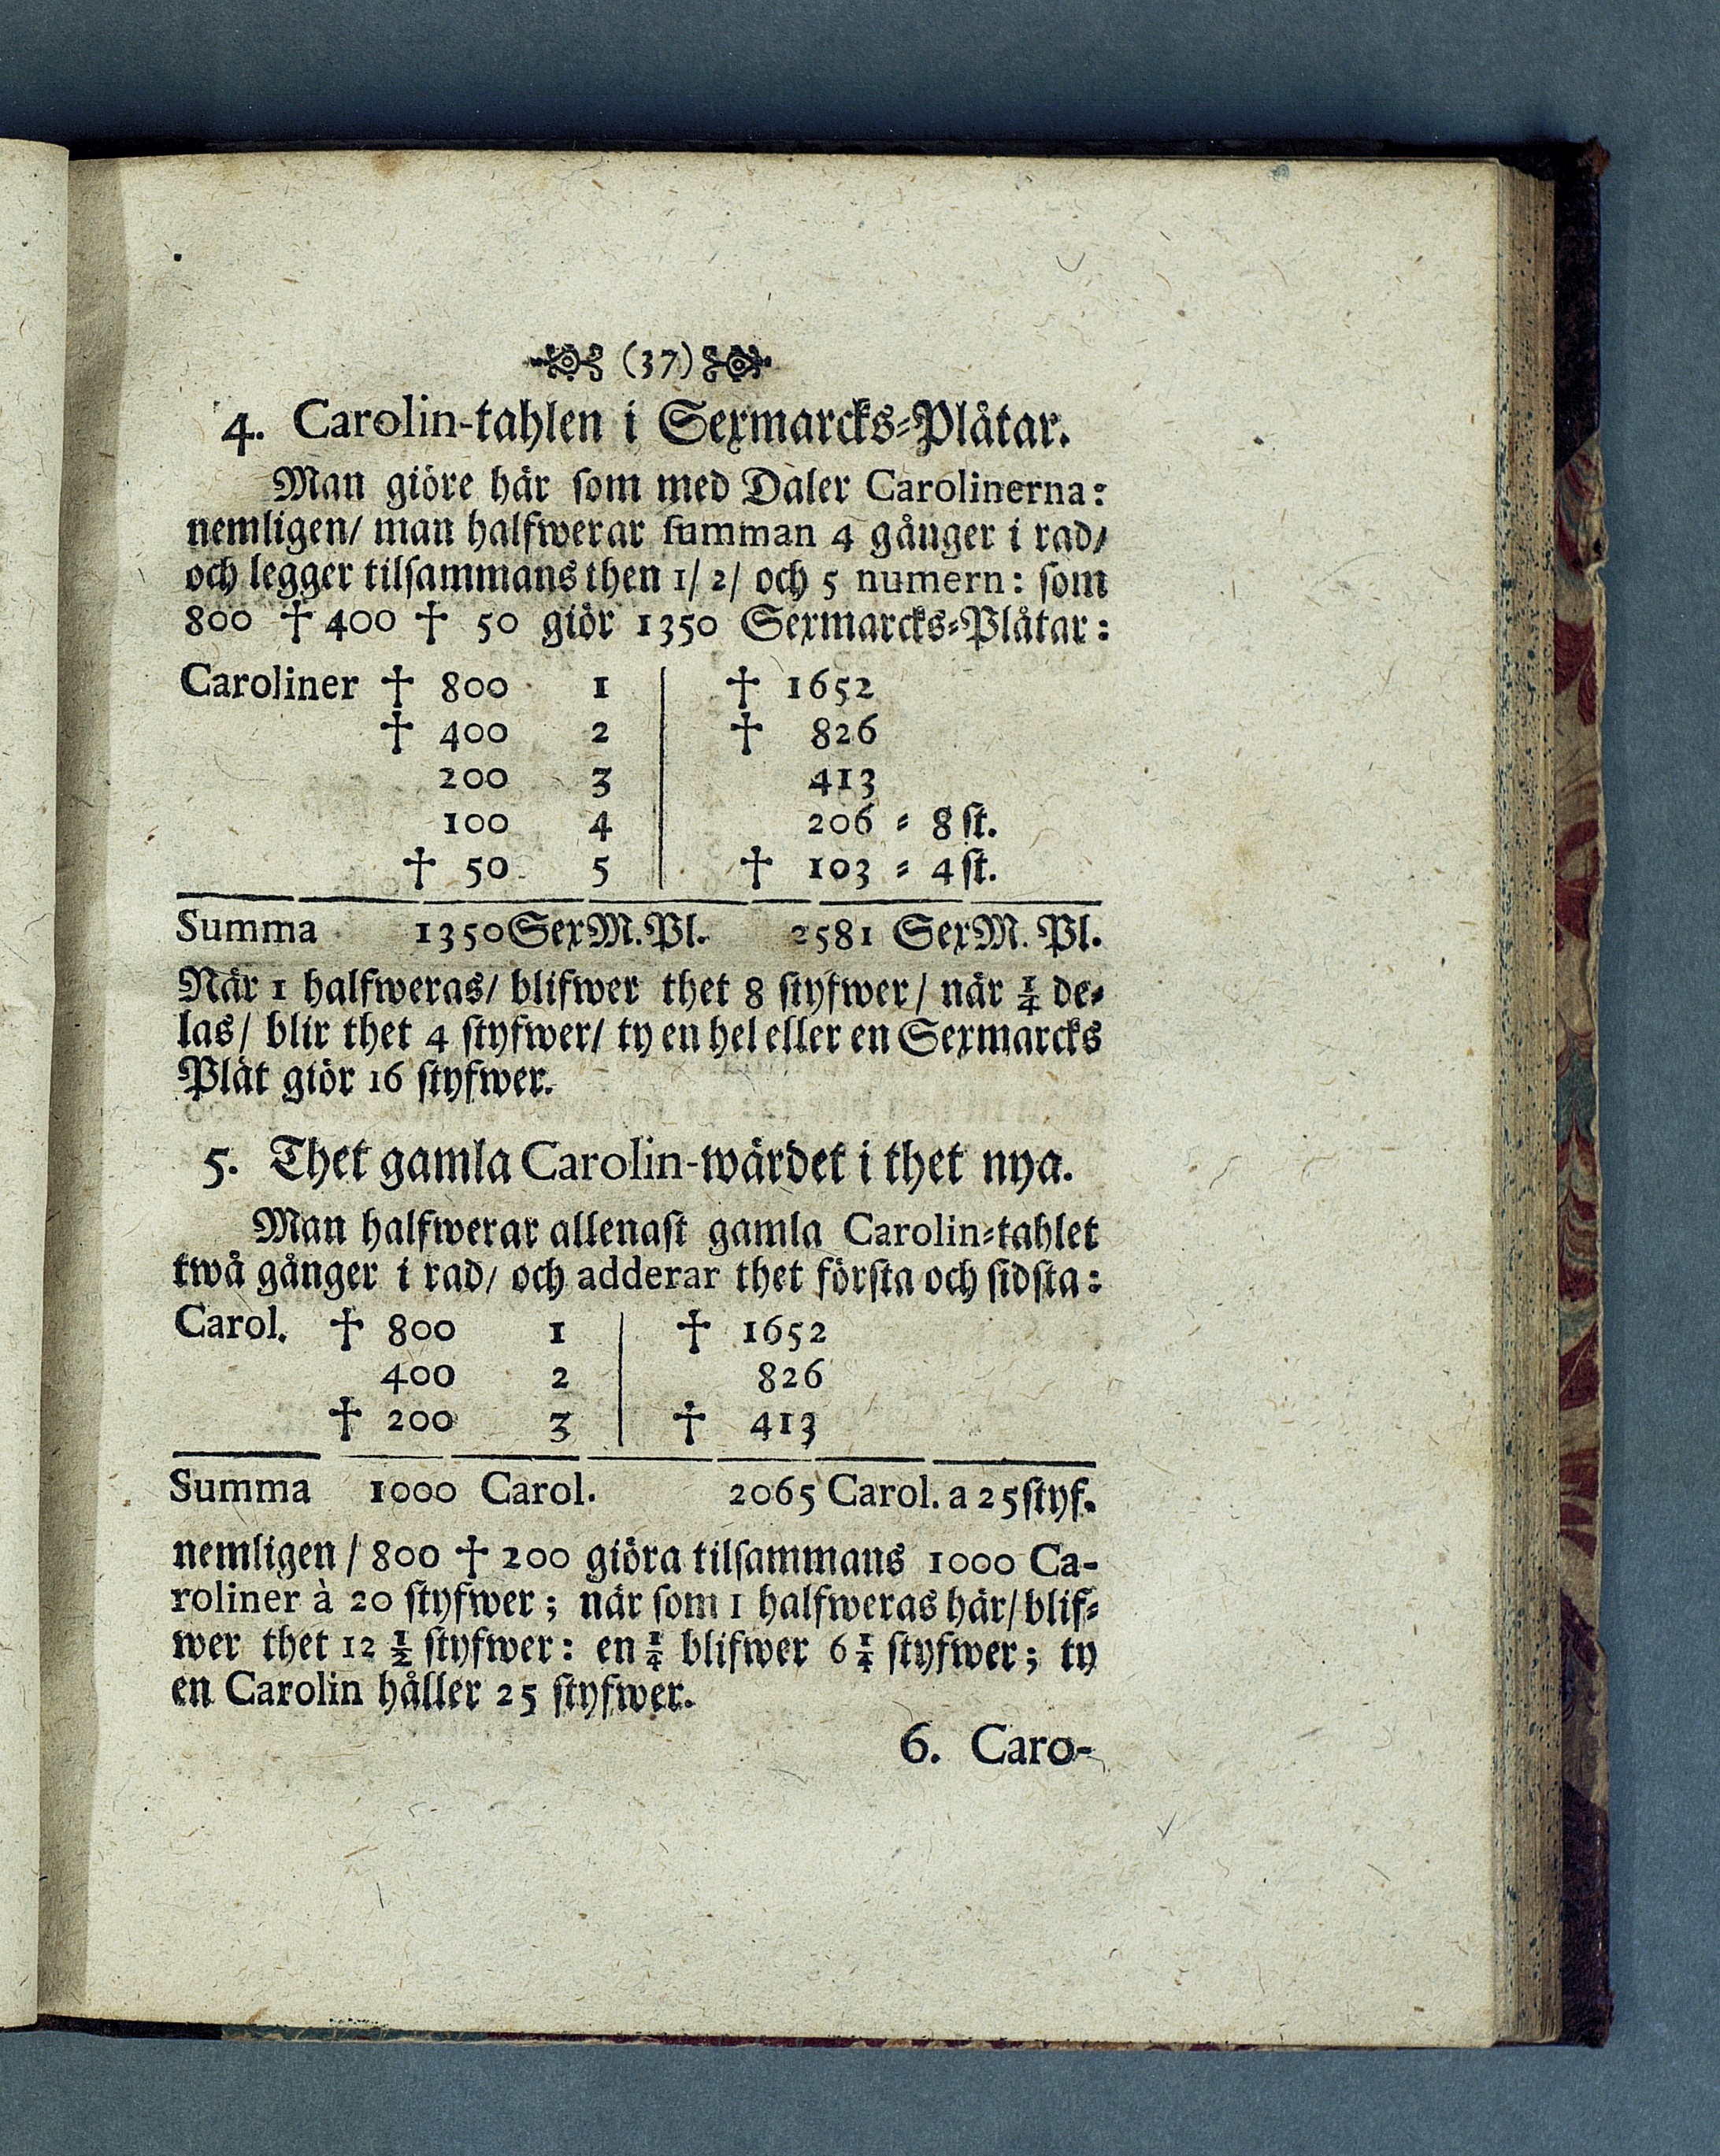 (37)
4. Carolin-tahlen i Sexmarcks-Plåtar.
Man giöre här som med Daler Carolinerna:
nemligen/ man halfwerar summan 4 gånger i rad/
och legger tilsammans then 1/ 2/ och 5 numern: som
800 † 400 † 50 giör 1350 Sexmarcks-Plåtar:
Caroliner † 800 1 | † 1652
† 400 2 | † 826
200 3 | 413
100 4 | 206 = 8 st.
† 50 5 | † 103 = 4 st.
Summa 1350 SexM. Pl. 2581 SexM. Pl.
När 1 halfweras/ blifwer thet 8 styfwer/ när 1/4 de-
las/ blir thet 4 styfwer/ ty en hel eller en Sexmarcks
Plåt giör 16 styfwer.
5. Thet gamla Carolin-wärdet i thet nya.
Man halfwerar allenast gamla Carolin-tahlet
twå gånger i rad/ och adderar thet första och sidsta:
Carol. † 800 1 | † 1652
400 2 | 826
† 200 3 | † 413
Summa 1000 Carol. 2065 Carol. a 25 styf.
nemligen/ 800 † 200 giöra tilsammans 1000 Ca-
roliner à 20 styfwer; når som 1 halfweras här/ blif-
wer thet 12 1/2 styfwer: en 1/4 blifwer 6 1/4 styfwer; ty
en Carolin håller 25 styfwer.
6. Caro-